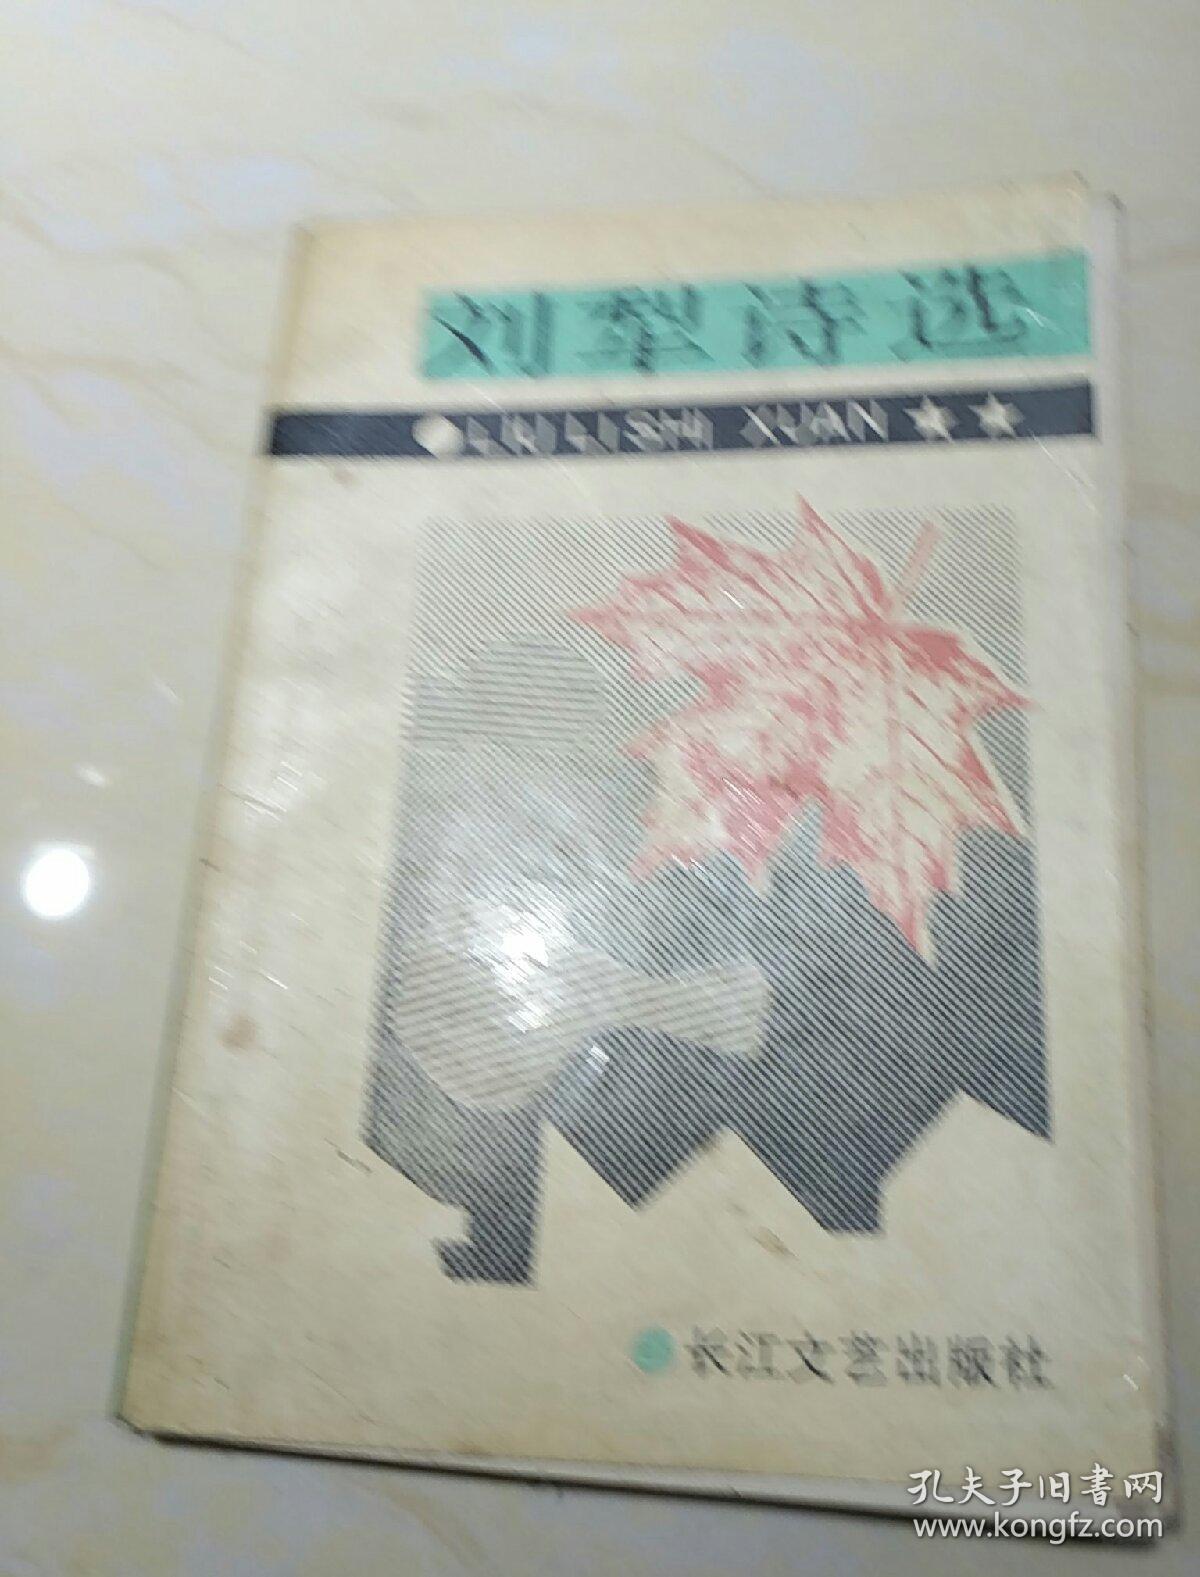 刘犁诗选
LIU LI SHI XUAN
长江文艺出版社
孔夫子旧書网
www.kongfz.com